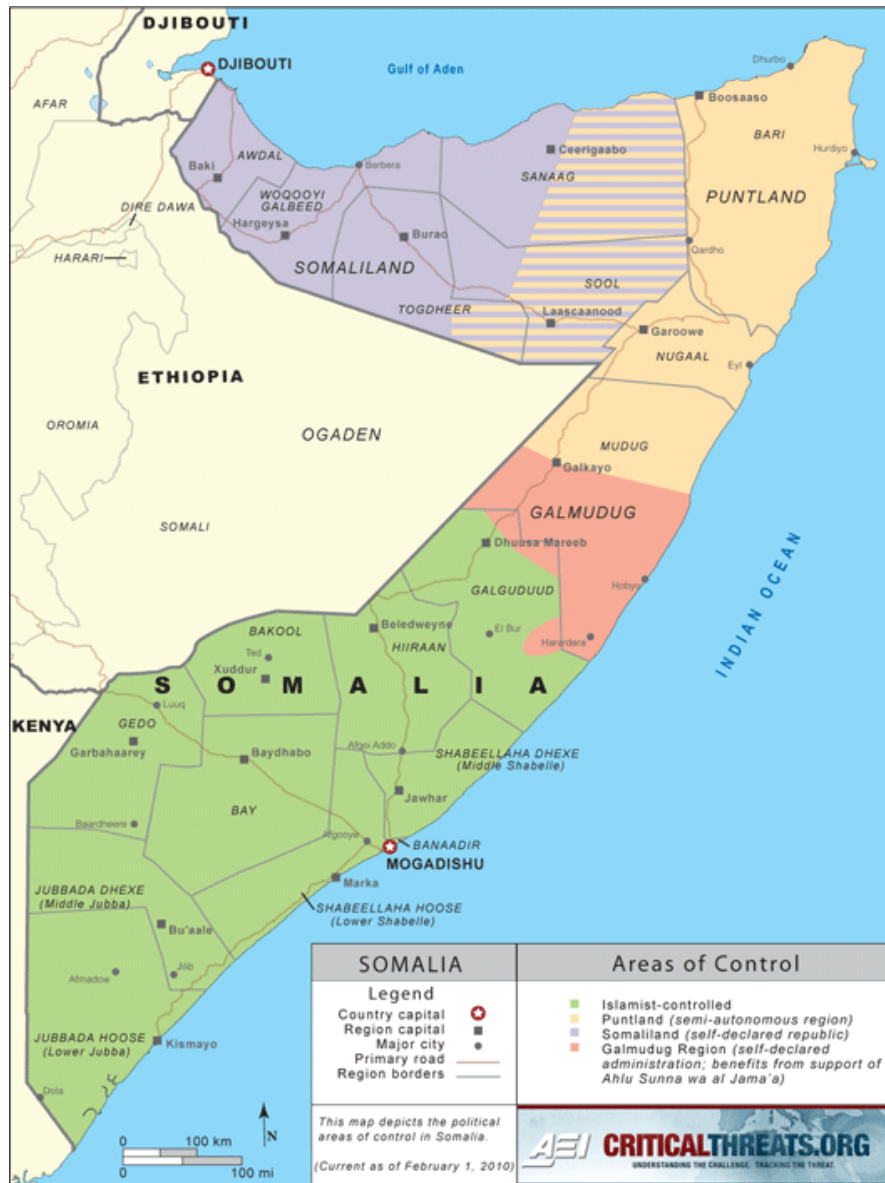 DJIBOUTI
DJIBOUTI
Gulf of Aden
Dhurbo
Boosaaso
AFAR
BARI
AWDAL
Ceerigaabo
Hurdiyo
Berbera
Baki
SANAAG
WOQOOYI
GALBEED
PUNTLAND
DIRE DAWA
Hargeysa
Burao
Qardho
HARARI
SOMALILAND
SOOL
TOGDHEER
Laascaanood
Garoowe
NUGAAL
Eyl
ETHIOPIA
OROMIA
OGADEN
MUDUG
Galkayo
GALMUDUG
SOMALI
Dhuusa Mareeb
INDIAN OCEAN
Hobyo
GALGUDUUD
BAKOOL
Beledweyne
El Bur
Harardera
HIIRAAN
Ted
Xuddur
SOMALIA
KENYA
Luuq
GEDO
Garbahaarey
Baydhabo
Afgoi Addo
SHABEELLAHA DHEXE
(Middle Shabelle)
Jawhar
BAY
Baardheere
Afgooye
BANAADIR
MOGADISHU
Marka
JUBBADA DHEXE
(Middle Jubba)
SHABEELLAHA HOOSE
(Lower Shabelle)
Bu'aale
Afmadow
Jilib
JUBBADA HOOSE
(Lower Jubba)
Kismayo
Dola
0 100 km
0 100 mi
N
SOMALIA
Legend
Country capital
Region capital
Major city
Primary road
Region borders
This map depicts the political
areas of control in Somalia.
(Current as of February 1, 2010)
Areas of Control
Islamist-controlled
Puntland (semi-autonomous region)
Somaliland (self-declared republic)
Galmudug Region (self-declared
administration; benefits from support of
Ahlu Sunna wa al Jama'a)
AEI CRITICALTHREATS.ORG
UNDERSTANDING THE CHALLENGE. TRACKING THE THREAT.